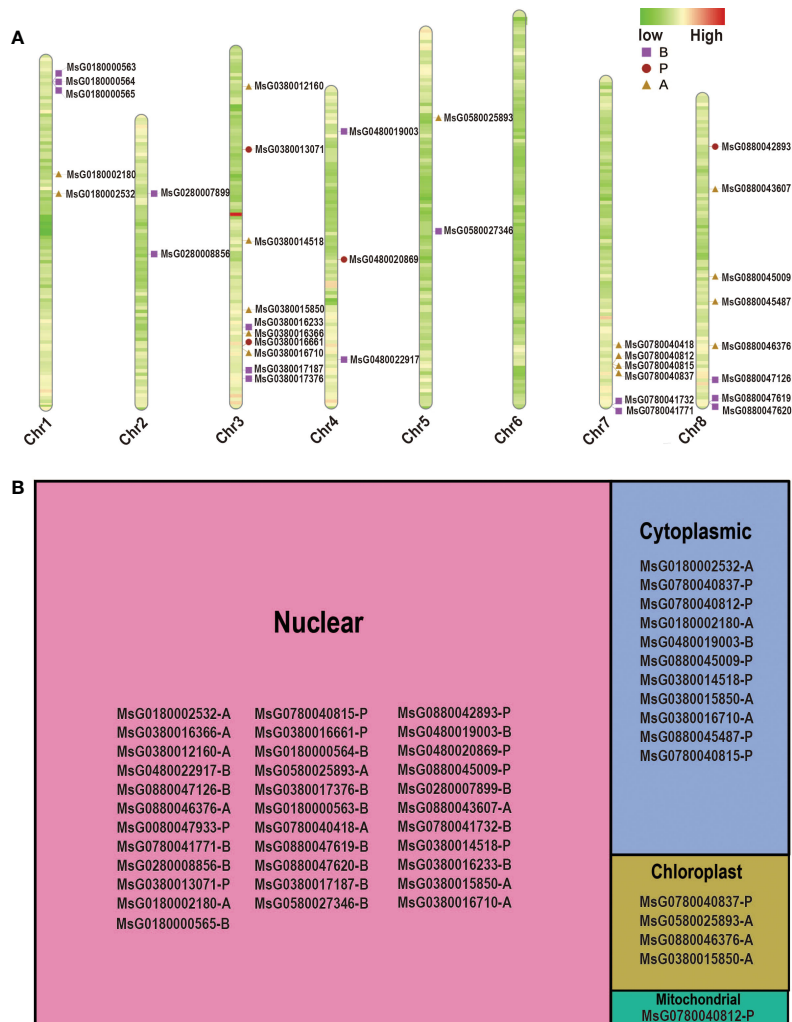 A
low High
B
P
A
MsG0180000563
MsG0180000564
MsG0180000565
MsG0180002180
MsG0180002532
Chr1
MsG0280007899
MsG0280008856
Chr2
MsG0380012160
MsG0380013071
MsG0380014518
MsG0380015850
MsG0380016233
MsG0380016366
MsG0380016661
MsG0380016710
MsG0380017187
MsG0380017376
Chr3
MsG0480019003
MsG0480020869
MsG0480022917
Chr4
MsG0580025893
MsG0580027346
Chr5
Chr6
MsG0780040418
MsG0780040812
MsG0780040815
MsG0780040837
MsG0780041732
MsG0780041771
Chr7
MsG0880042893
MsG0880043607
MsG0880045009
MsG0880045487
MsG0880046376
MsG0880047126
MsG0880047619
MsG0880047620
Chr8
B
Nuclear
MsG0180002532-A MsG0780040815-P MsG0880042893-P
MsG0380016366-A MsG0380016661-P MsG0480019003-B
MsG0380012160-A MsG0180000564-B MsG0480020869-P
MsG0480022917-B MsG0580025893-A MsG0880045009-P
MsG0880047126-B MsG0380017376-B MsG0280007899-B
MsG0880046376-A MsG0180000563-B MsG0880043607-A
MsG0080047933-P MsG0780040418-A MsG0780041732-B
MsG0780041771-B MsG0880047619-B MsG0380014518-P
MsG0280008856-B MsG0880047620-B MsG0380016233-B
MsG0380013071-P MsG0380017187-B MsG0380015850-A
MsG0180002180-A MsG0580027346-B MsG0380016710-A
MsG0180000565-B
Cytoplasmic
MsG0180002532-A
MsG0780040837-P
MsG0780040812-P
MsG0180002180-A
MsG0480019003-B
MsG0880045009-P
MsG0380014518-P
MsG0380015850-A
MsG0380016710-A
MsG0880045487-P
MsG0780040815-P
Chloroplast
MsG0780040837-P
MsG0580025893-A
MsG0880046376-A
MsG0380015850-A
Mitochondrial
MsG0780040812-P